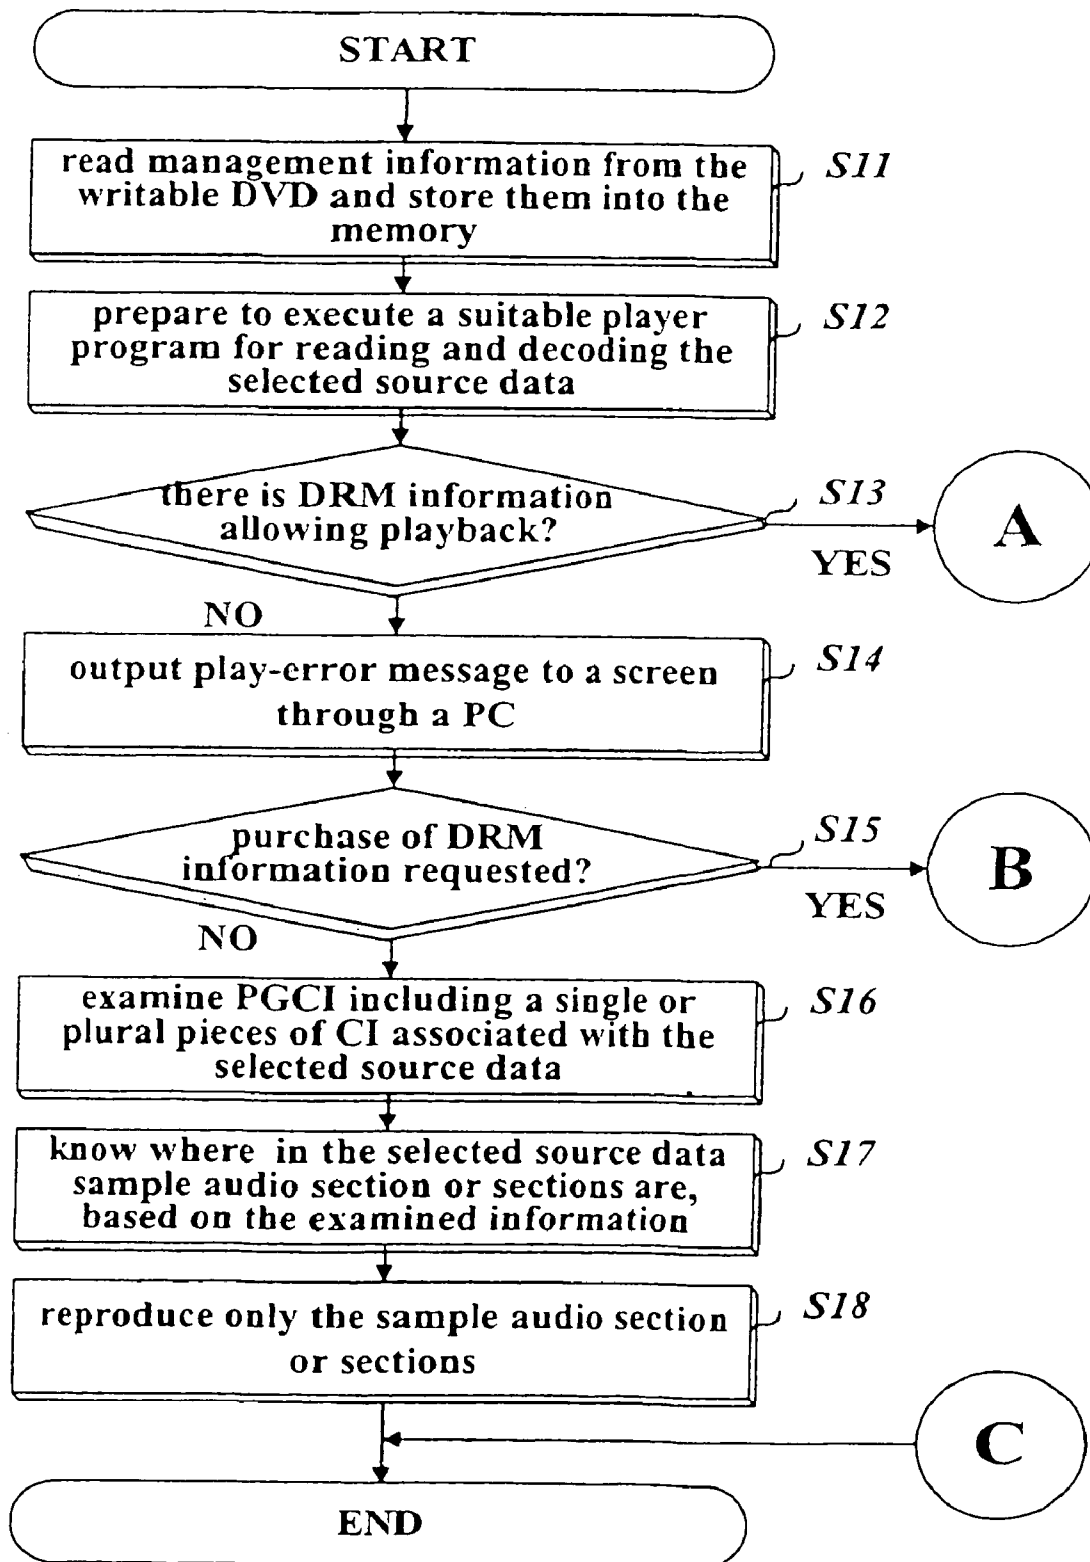 START
read management information from the
writable DVD and store them into the
memory
S11
prepare to execute a suitable player
program for reading and decoding the
selected source data
S12
there is DRM information
allowing playback?
S13
YES
A
NO
output play-error message to a screen
through a PC
S14
purchase of DRM
information requested?
S15
YES
B
NO
examine PGCI including a single or
plural pieces of CI associated with the
selected source data
S16
know where in the selected source data
sample audio section or sections are,
based on the examined information
S17
reproduce only the sample audio section
or sections
S18
C
END